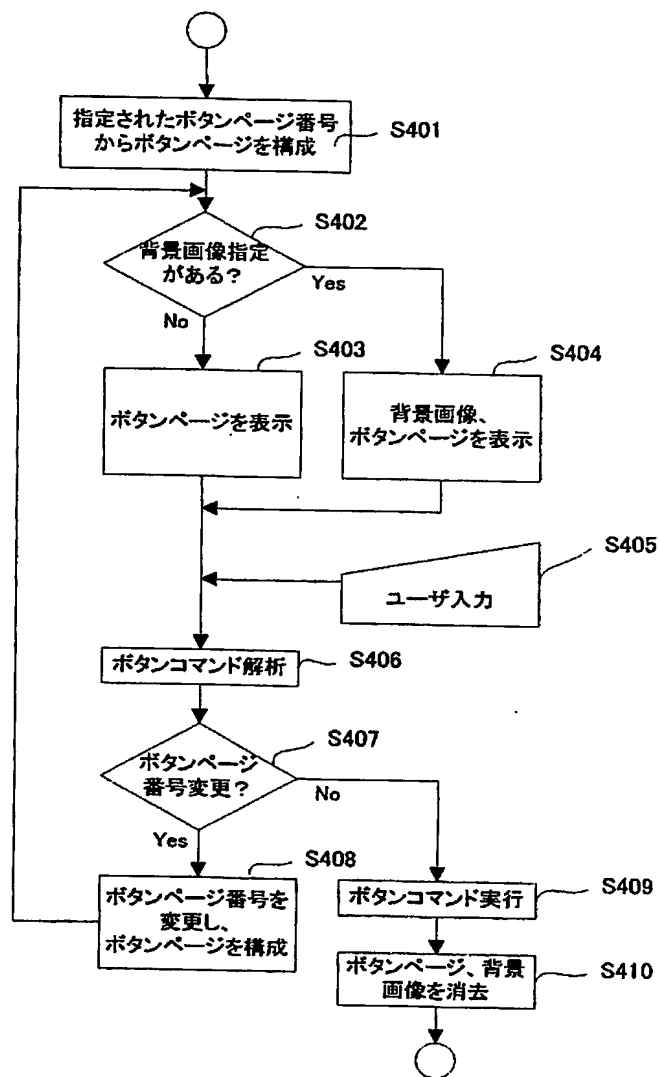 指定されたボタンページ番号
からボタンページを構成
S401
S402
背景画像指定
がある?
Yes
No
S403
S404
ボタンページを表示
背景画像、
ボタンページを表示
S405
ユーザ入力
ボタンコマンド解析
S406
S407
ボタンページ
番号変更?
No
Yes
S408
ボタンページ番号を
変更し、
ボタンページを構成
S409
ボタンコマンド実行
ボタンページ、背景
画像を消去
S410